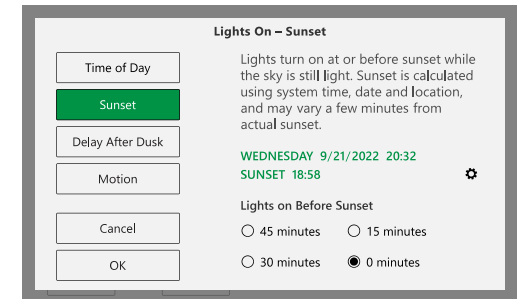 Lights On – Sunset
Time of Day
Sunset
Delay After Dusk
Motion
Cancel
OK
Lights turn on at or before sunset while
the sky is still light. Sunset is calculated
using system time, date and location,
and may vary a few minutes from
actual sunset.
WEDNESDAY 9/21/2022 20:32
SUNSET 18:58
Lights on Before Sunset
45 minutes
15 minutes
30 minutes
0 minutes